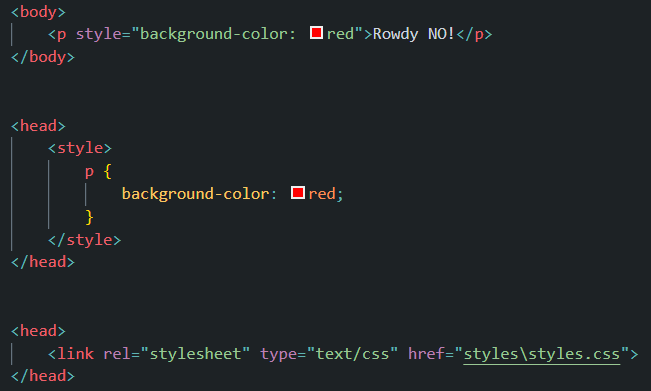 <body>
<p style="background-color: red">Rowdy NO!</p>
</body>
<head>
<style>
p {
background-color: red;
}
</style>
</head>
<head>
<link rel="stylesheet" type="text/css" href="styles\styles.css">
</head>